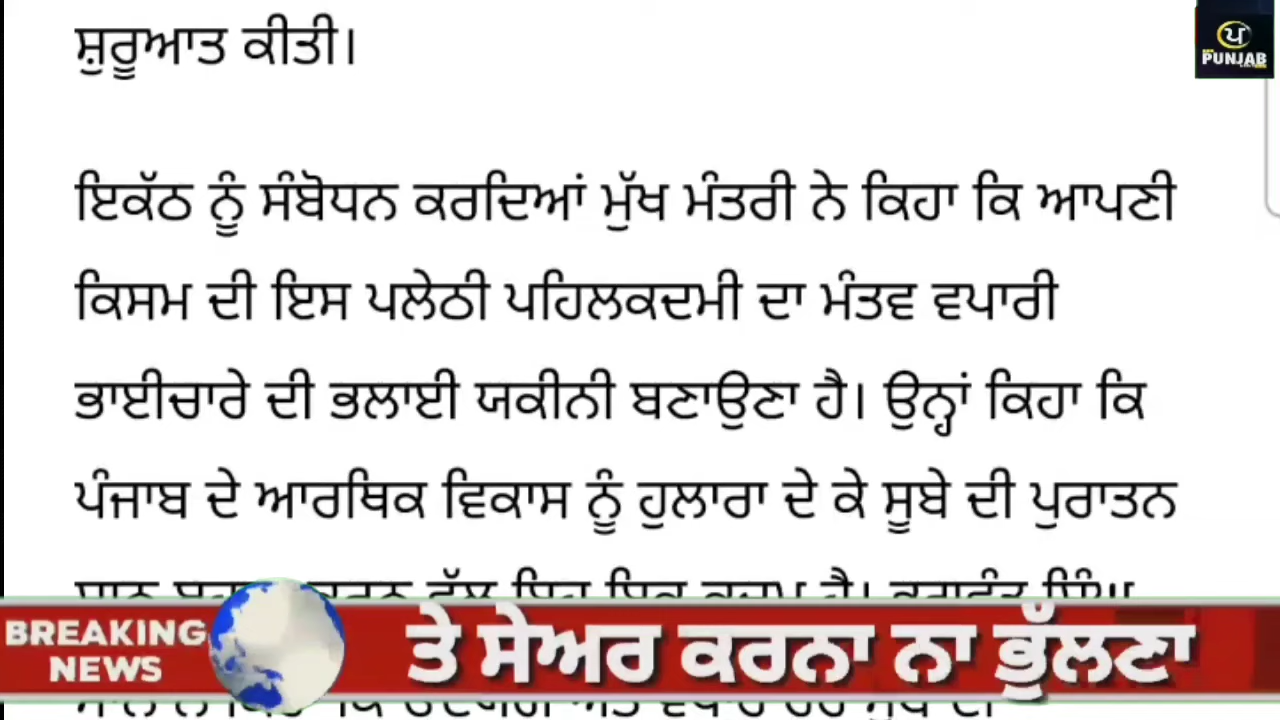 ਸ਼ੁਰੂਆਤ ਕੀਤੀ।
ਪ
PUNJAB
ਇਕੱਠ ਨੂੰ ਸੰਬੋਧਨ ਕਰਦਿਆਂ ਮੁੱਖ ਮੰਤਰੀ ਨੇ ਕਿਹਾ ਕਿ ਆਪਣੀ
ਕਿਸਮ ਦੀ ਇਸ ਪਲੇਠੀ ਪਹਿਲਕਦਮੀ ਦਾ ਮੰਤਵ ਵਪਾਰੀ
ਭਾਈਚਾਰੇ ਦੀ ਭਲਾਈ ਯਕੀਨੀ ਬਣਾਉਣਾ ਹੈ। ਉਨ੍ਹਾਂ ਕਿਹਾ ਕਿ
ਪੰਜਾਬ ਦੇ ਆਰਥਿਕ ਵਿਕਾਸ ਨੂੰ ਹੁਲਾਰਾ ਦੇ ਕੇ ਸੂਬੇ ਦੀ ਪੁਰਾਤਨ
BREAKING
NEWS
ਤੇ ਸੇਅਰ ਕਰਨਾ ਨਾ ਭੁੱਲਣਾ